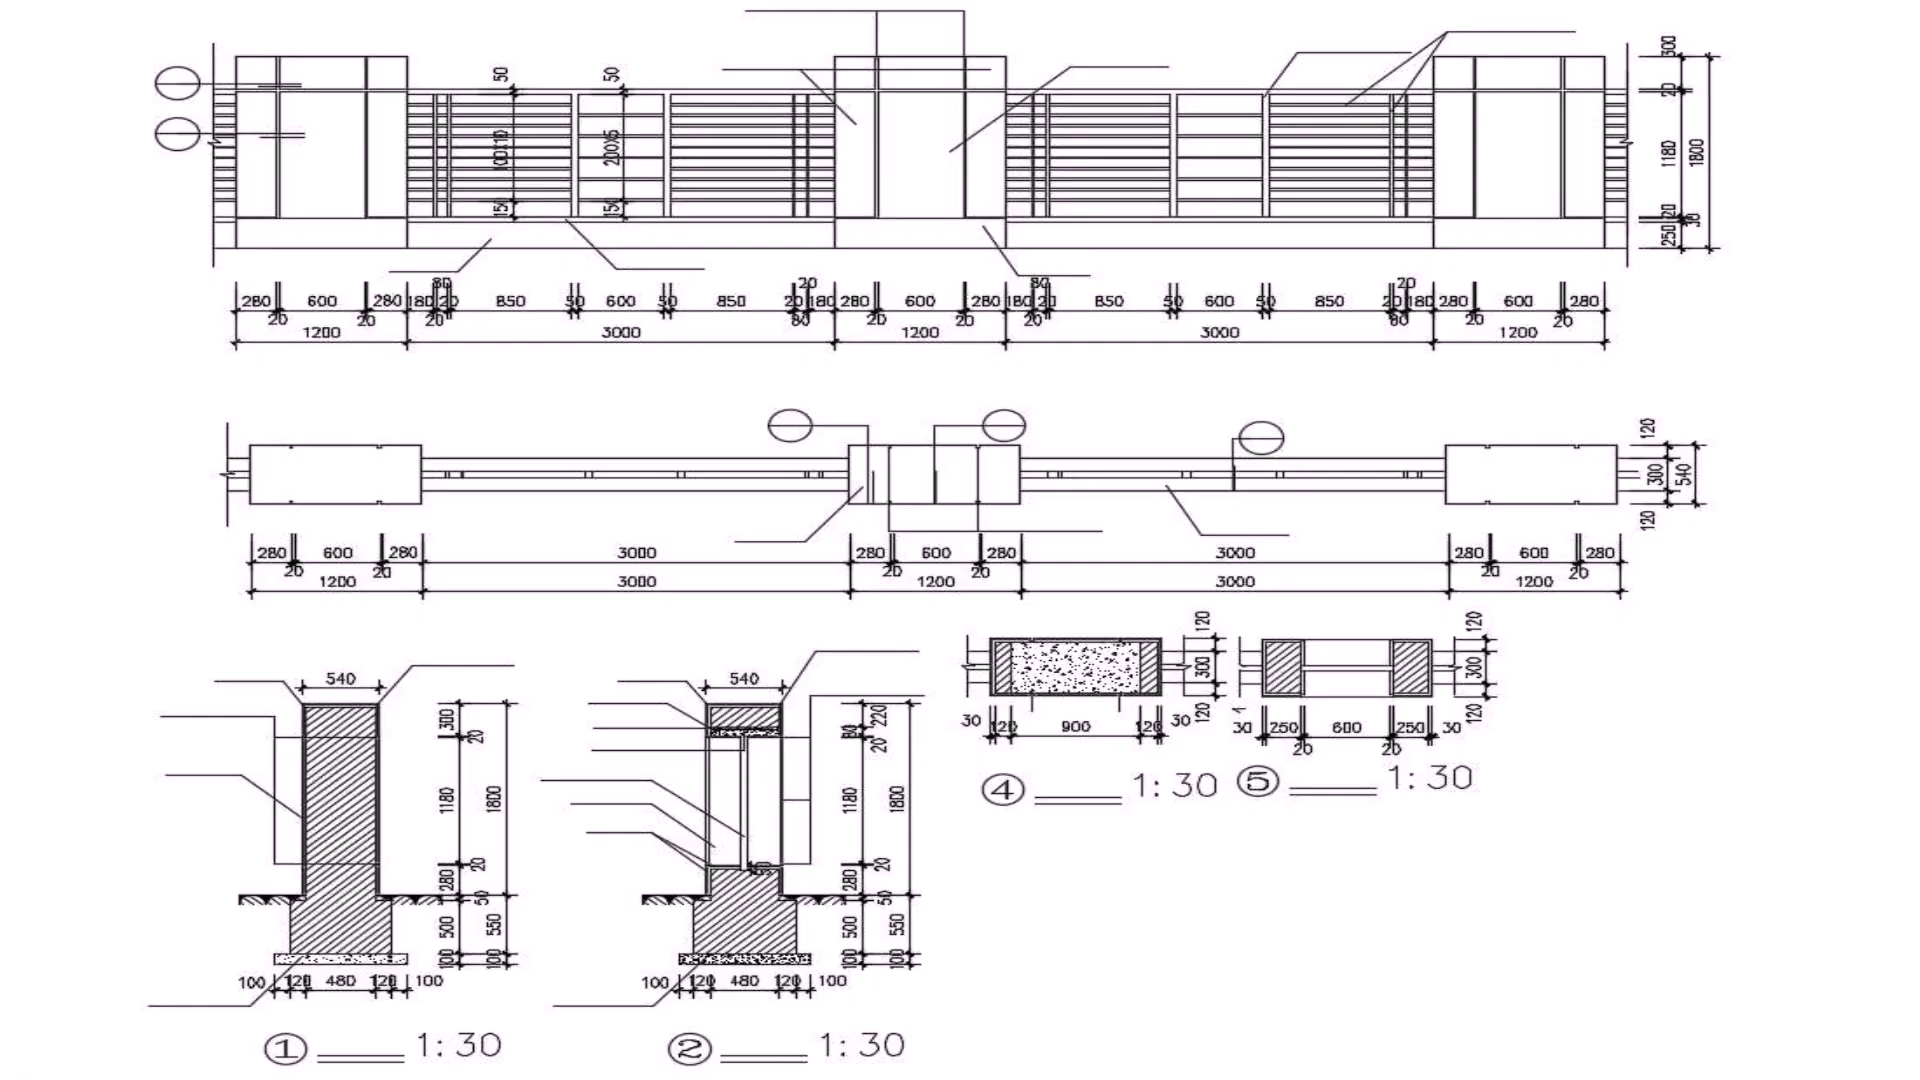 50 50 300
20
100X10 200X6 1180 1800
150 150 20 30
250
80 20 80 20
280 600 280 180 20 850 50 600 50 850 20 180 280 600 280 180 20 850 50 600 50 850 20 180 280 600 280
20 20 20 80 20 20 20 80 20 20
1200 3000 1200 3000 1200
120
300 540
120
280 600 280 3000 280 600 280 3000 280 600 280
20 20 20 20 20 20
1200 3000 1200 3000 1200
120 120
300 300
120 120
30 120 900 120 30 30 250 600 250 30
20 20
④ 1:30 ⑤ 1:30
540 540
300 20 220 80 20
1180 1800 1180 1800
20 20
280 50 280 50
500 550 500 550
100 100 100 100
100 120 480 120 100 100 120 480 120 100
① 1:30 ② 1:30